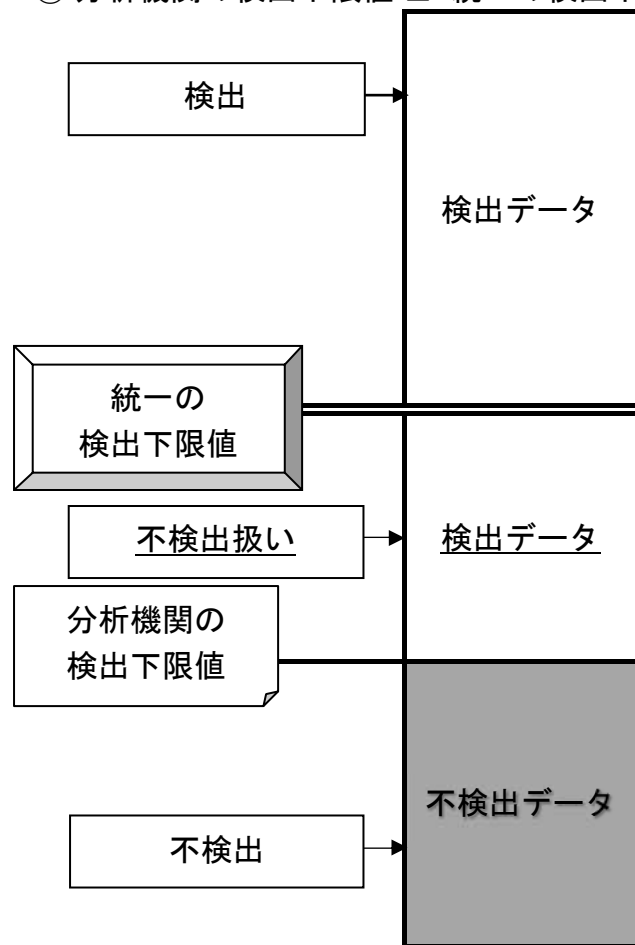 検出
検出データ
統一の
検出下限値
不検出扱い
検出データ
分析機関の
検出下限値
不検出データ
不検出